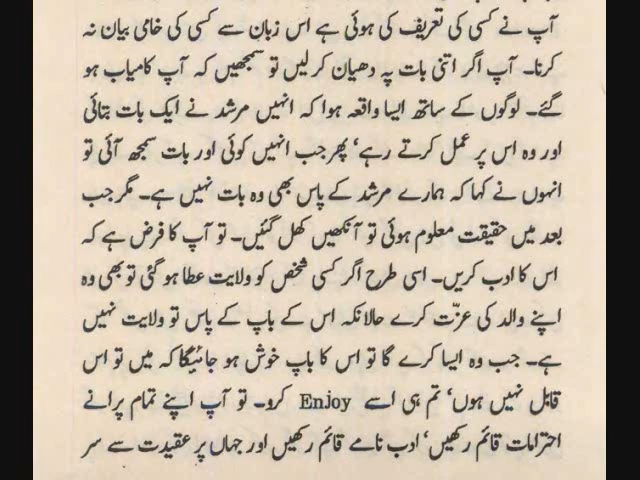 آپ نے کسی کی تعریف کی ہوئی ہے اس زبان سے کسی کی خامی بیان نہ
کرنا۔ آپ اگر اتنی بات پہ دھیان کرلیں تو سمجھیں کہ آپ کامیاب ہو
گئے۔ لوگوں کے ساتھ ایسا واقعہ ہوا کہ انہیں مرشد نے ایک بات بتائی
اور وہ اس پر عمل کرتے رہے، پھر جب انہیں کوئی اور بات سمجھ آئی تو
انہوں نے کہا کہ ہمارے مرشد کے پاس بھی وہ بات نہیں ہے۔ مگر جب
بعد میں حقیقت معلوم ہوئی تو آنکھیں کھل گئیں۔ تو آپ کا فرض ہے کہ
اس کا ادب کریں۔ اسی طرح اگر کسی شخص کو ولایت عطا ہو گئی تو بھی وہ
اپنے والد کی عزّت کرے حالانکہ اس کے باپ کے پاس تو ولایت نہیں
ہے۔ جب وہ ایسا کرے گا تو اس کا باپ خوش ہو جائیگا کہ میں تو اس
قابل نہیں ہوں، تم ہی اسے Enjoy کرو۔ تو آپ اپنے تمام پرانے
احترامات قائم رکھیں، ادب نامے قائم رکھیں اور جہاں پر عقیدت سے سر